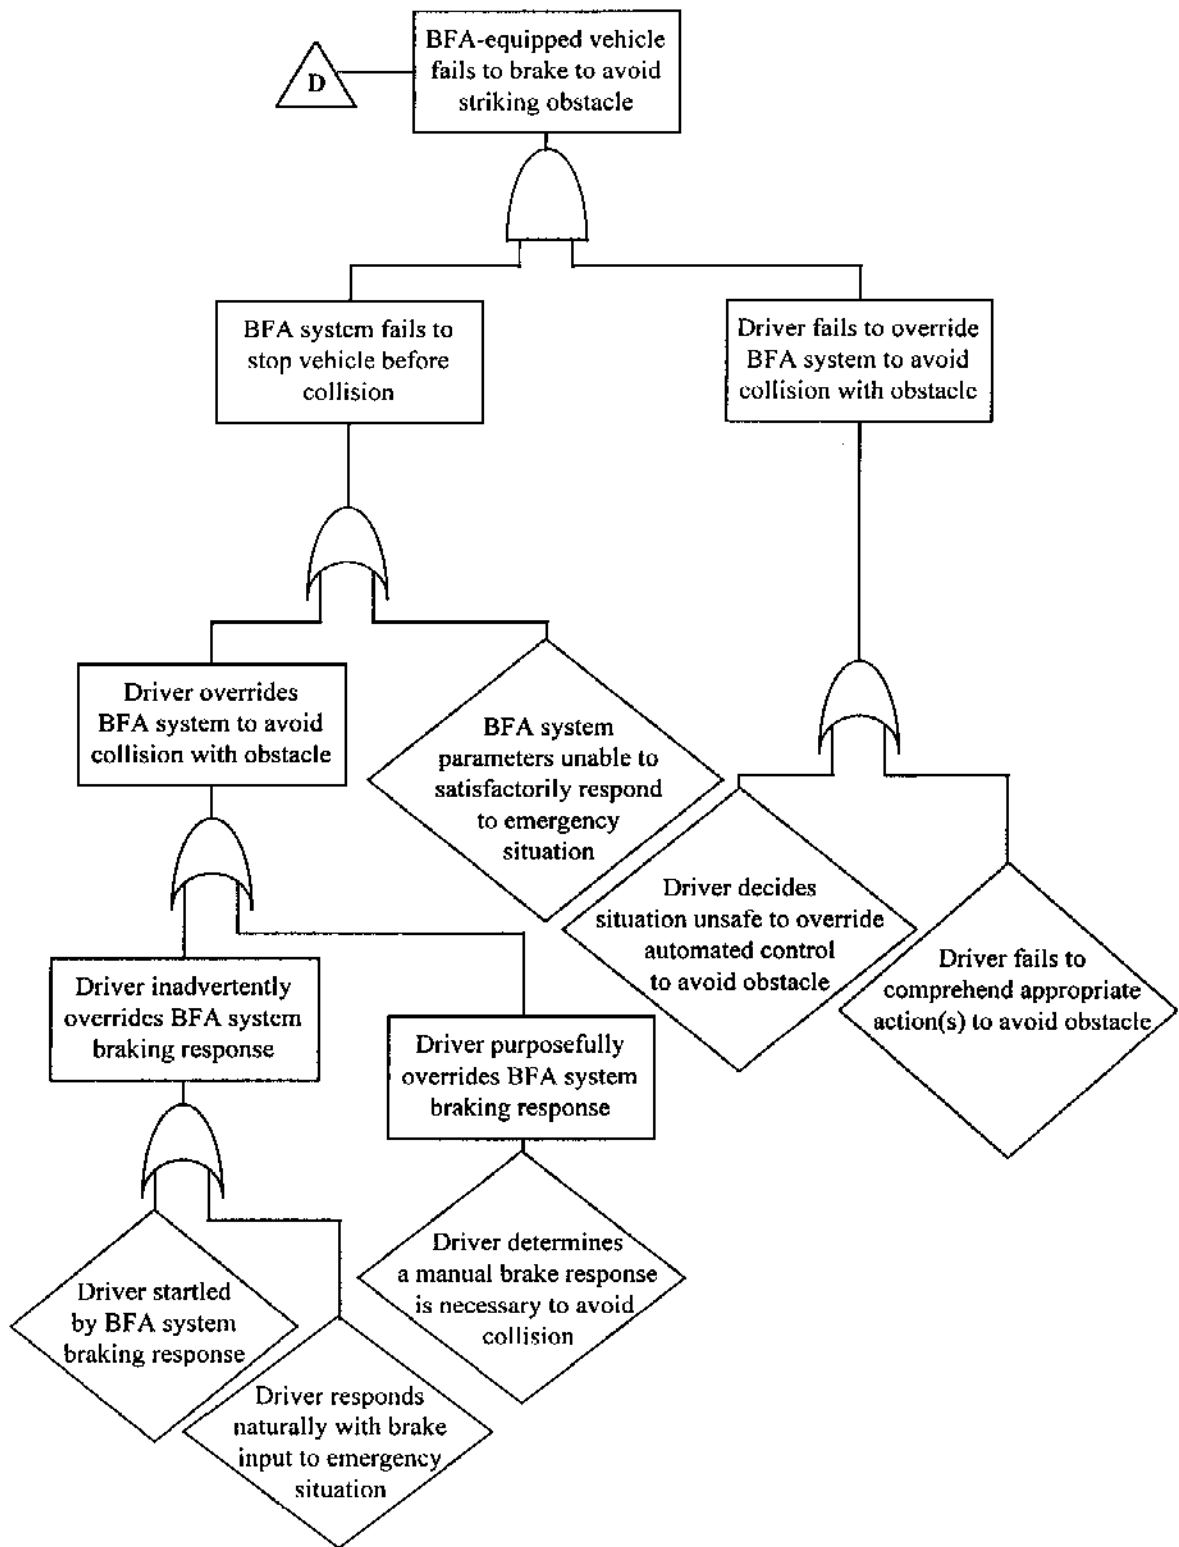 BFA-equipped vehicle
fails to brake to avoid
striking obstacle
D
BFA system fails to
stop vehicle before
collision
Driver fails to override
BFA system to avoid
collision with obstacle
Driver overrides
BFA system to avoid
collision with obstacle
BFA system
parameters unable to
satisfactorily respond
to emergency
situation
Driver decides
situation unsafe to override
automated control
to avoid obstacle
Driver fails to
comprehend appropriate
action(s) to avoid obstacle
Driver inadvertently
overrides BFA system
braking response
Driver purposefully
overrides BFA system
braking response
Driver startled
by BFA system
braking response
Driver responds
naturally with brake
input to emergency
situation
Driver determines
a manual brake response
is necessary to avoid
collision